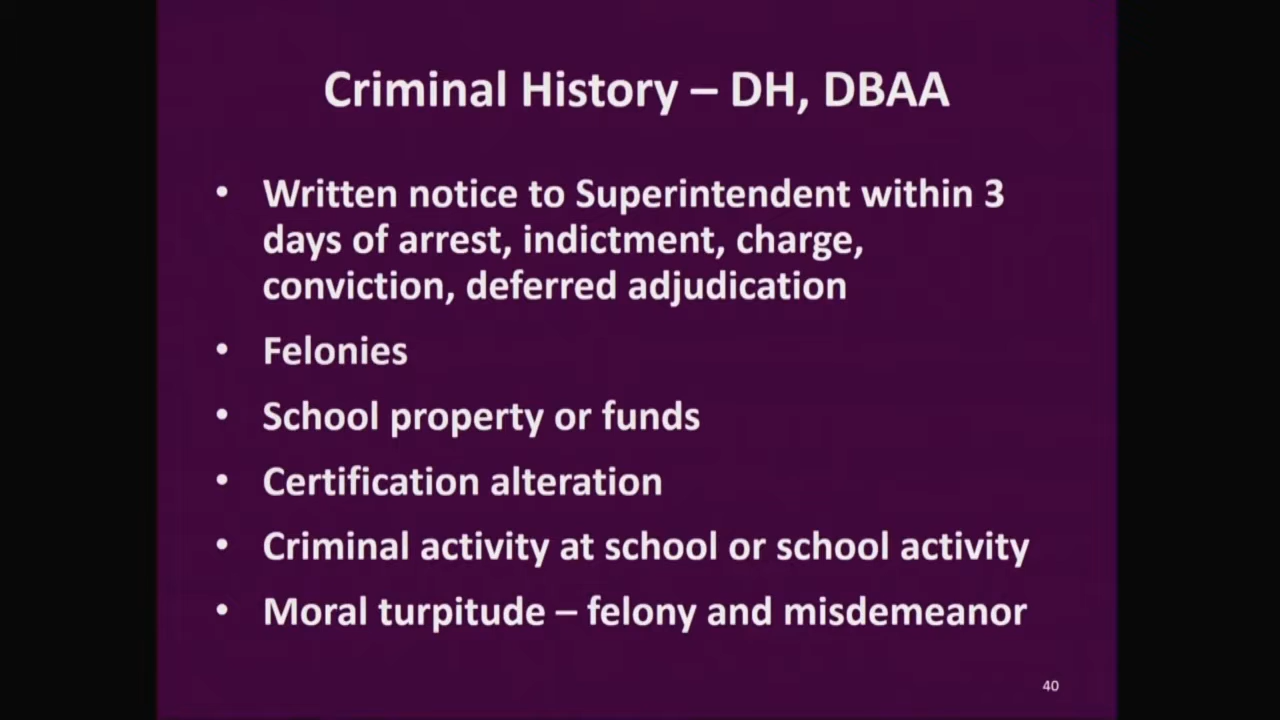 Criminal History – DH, DBAA
• Written notice to Superintendent within 3
days of arrest, indictment, charge,
conviction, deferred adjudication
• Felonies
• School property or funds
• Certification alteration
• Criminal activity at school or school activity
• Moral turpitude – felony and misdemeanor
40